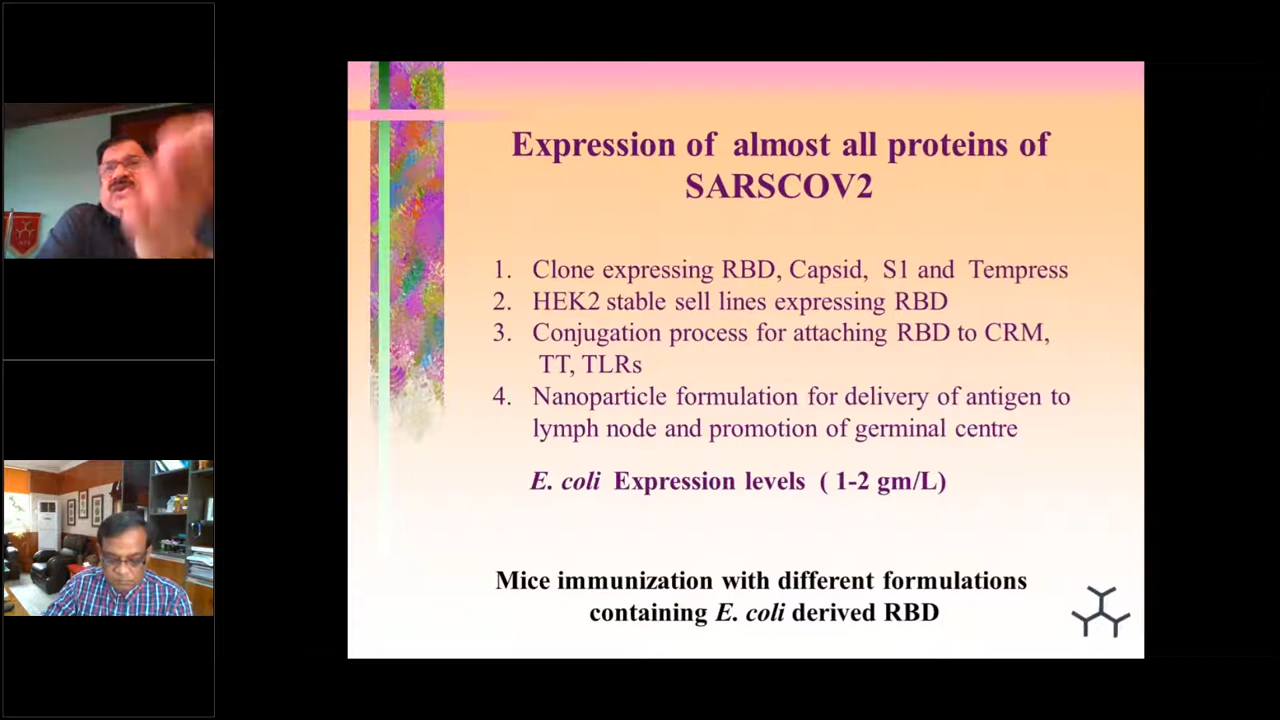 Expression of almost all proteins of
SARSCOV2
1. Clone expressing RBD, Capsid, S1 and Tempress
2. HEK2 stable sell lines expressing RBD
3. Conjugation process for attaching RBD to CRM,
TT, TLRs
4. Nanoparticle formulation for delivery of antigen to
lymph node and promotion of germinal centre
E. coli Expression levels ( 1-2 gm/L)
Mice immunization with different formulations
containing E. coli derived RBD